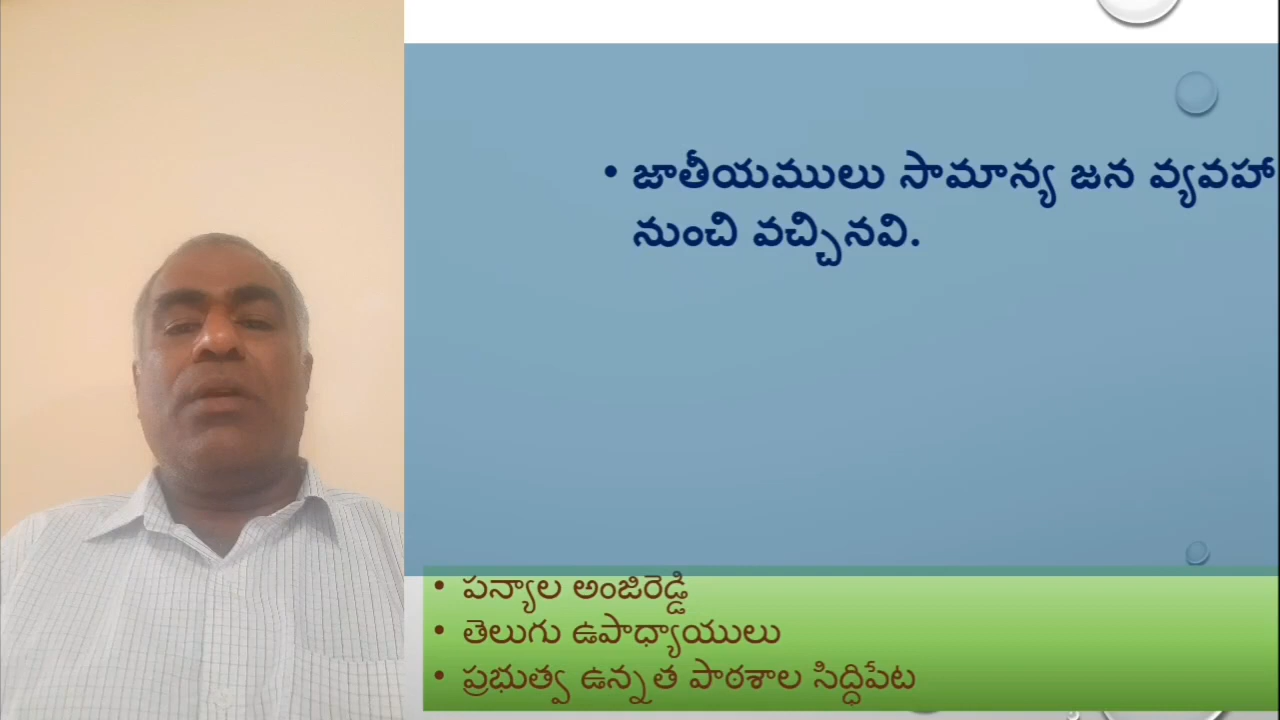 • జాతీయములు సామాన్య జన వ్యవహా
నుంచి వచ్చినవి.
• పన్యాల అంజిరెడ్డి
• తెలుగు ఉపాధ్యాయులు
• ప్రభుత్వ ఉన్నత పాఠశాల సిద్ధిపేట